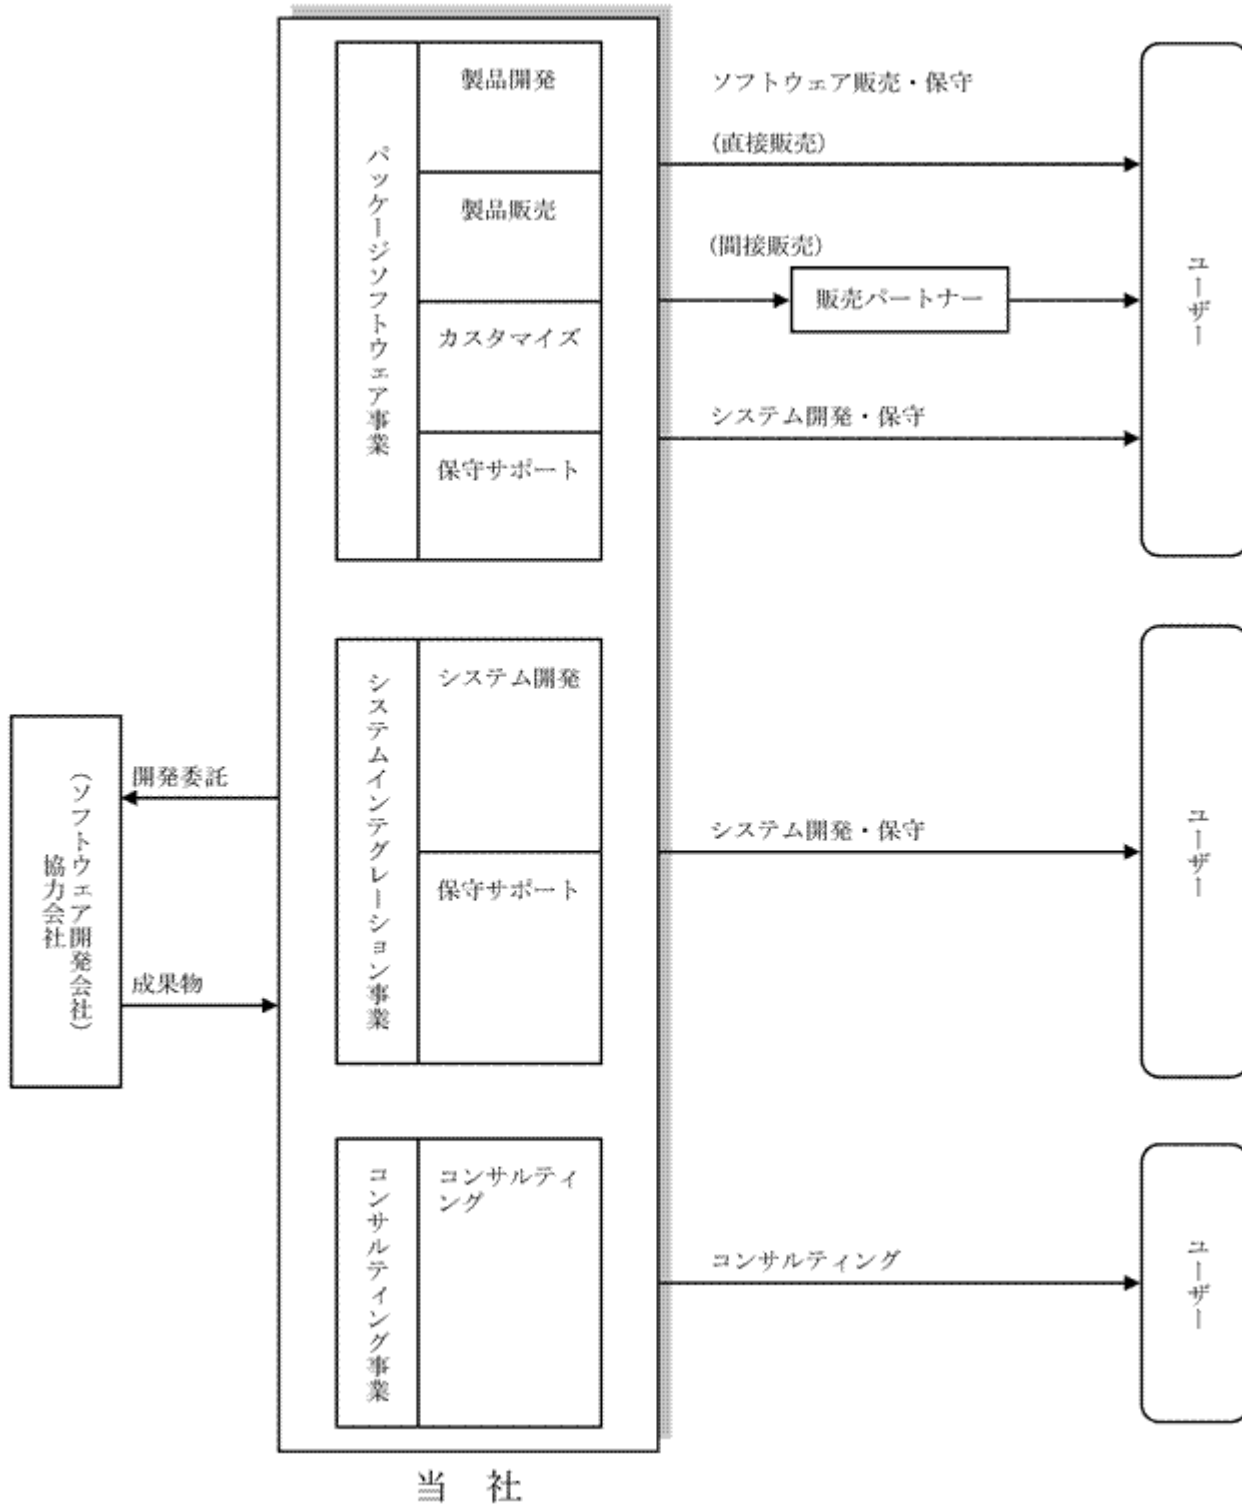 パッケージソフトウェア事業
製品開発
製品販売
カスタマイズ
保守サポート
ソフトウェア販売・保守
(直接販売)
(間接販売)
販売パートナー
システム開発・保守
ユーザー
システムインテグレーション事業
システム開発
保守サポート
システム開発・保守
ユーザー
開発委託
成果物
(ソフトウェア開発会社)
協力会社
コンサルティング事業
コンサルティ
ング
コンサルティング
ユーザー
当 社